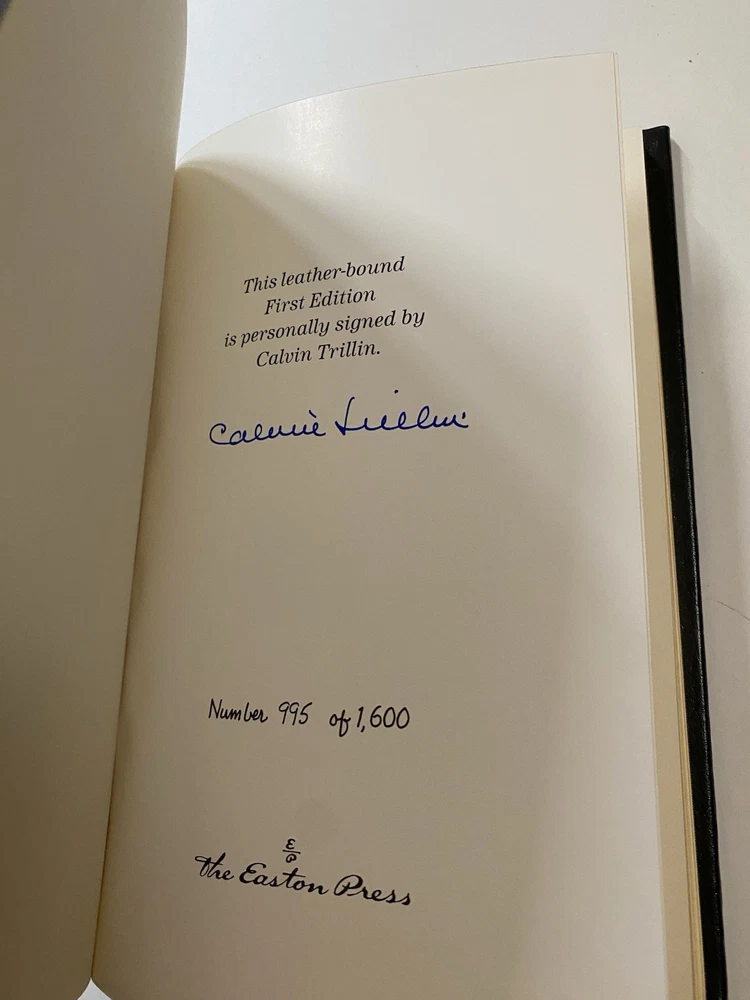 This leather-bound
First Edition
is personally signed by
Calvin Trillin.
Calvin Trillin
Number 995 of 1,600
E
P
The Easton Press